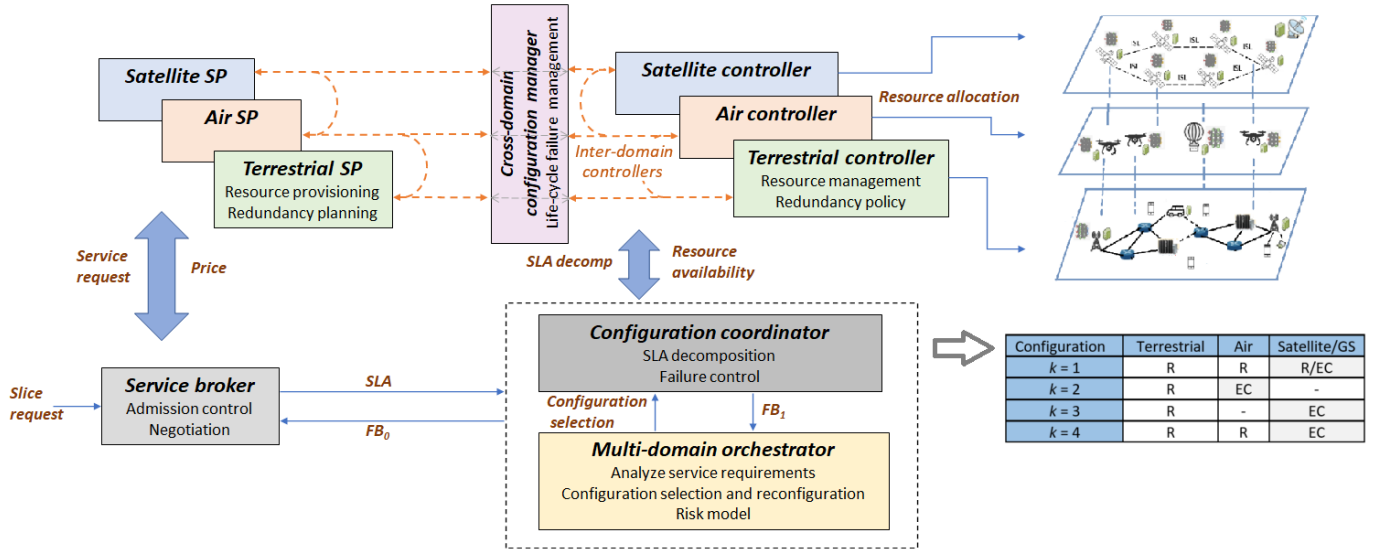 Satellite SP
Air SP
Terrestrial SP
Resource provisioning
Redundancy planning
Cross-domain
configuration manager
Life-cycle failure management
Satellite controller
Air controller
Terrestrial controller
Resource management
Redundancy policy
Inter-domain
controllers
Resource allocation
ISL
ISL
ISL
ISL
ISL
ISL
Service
request
Price
SLA decomp
Resource
availability
Slice
request
Service broker
Admission control
Negotiation
SLA
FB0
Configuration coordinator
SLA decomposition
Failure control
Configuration
selection
FB1
Multi-domain orchestrator
Analyze service requirements
Configuration selection and reconfiguration
Risk model
Configuration Terrestrial Air Satellite/GS
k = 1 R R R/EC
k = 2 R EC -
k = 3 R - EC
k = 4 R R EC